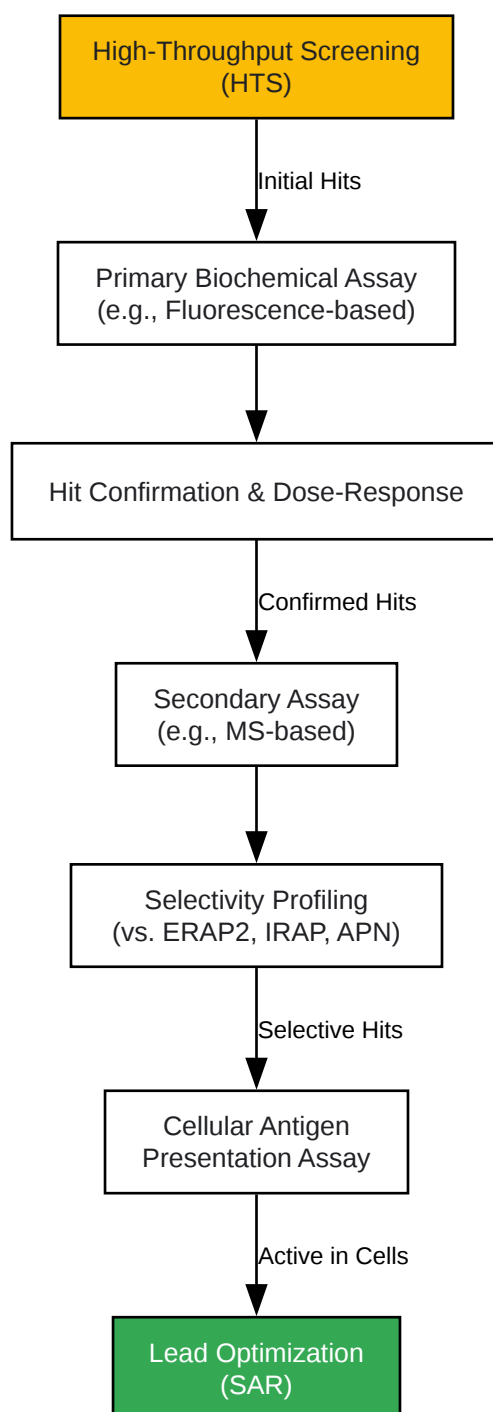 High-Throughput Screening
(HTS)
Initial Hits
Primary Biochemical Assay
(e.g., Fluorescence-based)
Hit Confirmation & Dose-Response
Confirmed Hits
Secondary Assay
(e.g., MS-based)
Selectivity Profiling
(vs. ERAP2, IRAP, APN)
Selective Hits
Cellular Antigen
Presentation Assay
Active in Cells
Lead Optimization
(SAR)